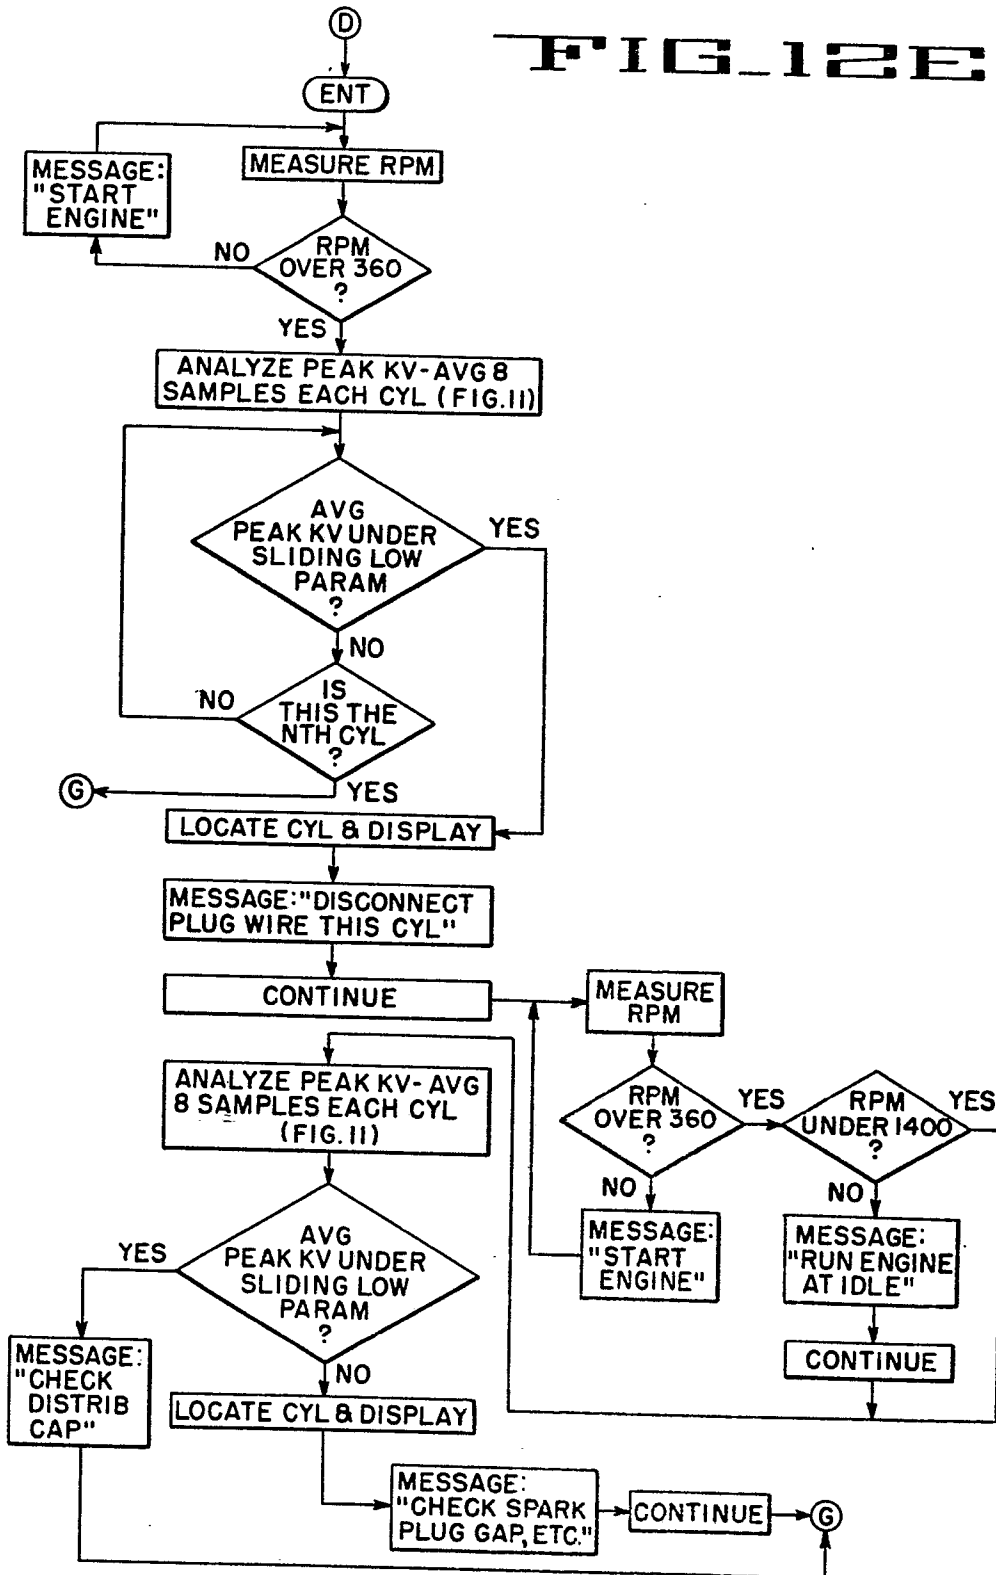 D
FIG_12E
ENT
MEASURE RPM
MESSAGE:
"START
ENGINE"
RPM
OVER 360
?
NO
YES
ANALYZE PEAK KV-AVG 8
SAMPLES EACH CYL (FIG.11)
AVG
PEAK KV UNDER
SLIDING LOW
PARAM
?
YES
NO
IS
THIS THE
NTH CYL
?
NO
YES
G
LOCATE CYL & DISPLAY
MESSAGE:"DISCONNECT
PLUG WIRE THIS CYL"
CONTINUE
MEASURE
RPM
RPM
OVER 360
?
YES
NO
RPM
UNDER 1400
?
YES
NO
MESSAGE:
"START
ENGINE"
MESSAGE:
"RUN ENGINE
AT IDLE"
CONTINUE
ANALYZE PEAK KV-AVG
8 SAMPLES EACH CYL
(FIG.11)
AVG
PEAK KV UNDER
SLIDING LOW
PARAM
?
YES
NO
MESSAGE:
"CHECK
DISTRIB
CAP"
LOCATE CYL & DISPLAY
MESSAGE:
"CHECK SPARK
PLUG GAP, ETC."
CONTINUE
G